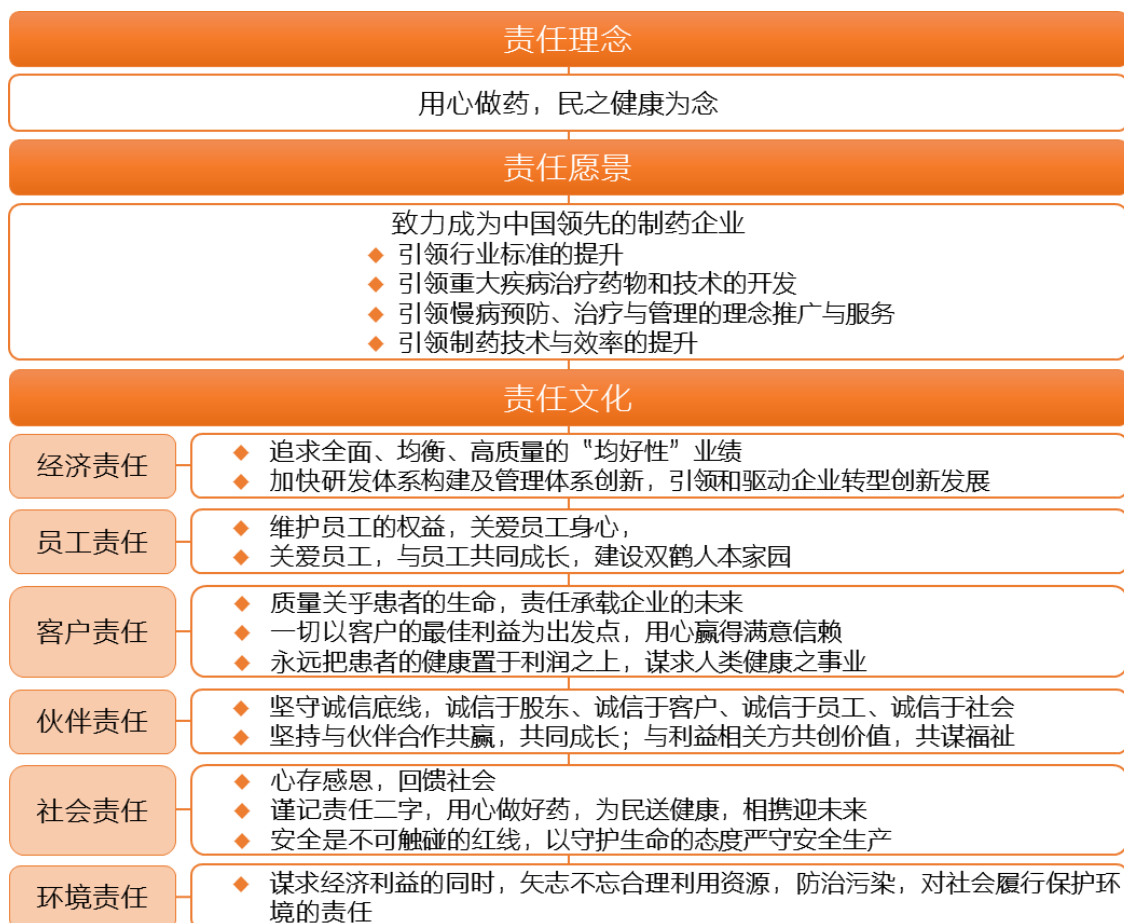 责任理念
用心做药，民之健康为念
责任愿景
致力成为中国领先的制药企业
引领行业标准的提升
引领重大疾病治疗药物和技术的开发
引领慢病预防、治疗与管理的理念推广与服务
引领制药技术与效率的提升
责任文化
经济责任
追求全面、均衡、高质量的“均好性”业绩
加快研发体系构建及管理体系创新，引领和驱动企业转型创新发展
员工责任
维护员工的权益，关爱员工身心，
关爱员工，与员工共同成长，建设双鹤人本家园
客户责任
质量关乎患者的生命，责任承载企业的未来
一切以客户的最佳利益为出发点，用心赢得满意信赖
永远把患者的健康置于利润之上，谋求人类健康之事业
伙伴责任
坚守诚信底线，诚信于股东、诚信于客户、诚信于员工、诚信于社会
坚持与伙伴合作共赢，共同成长；与利益相关方共创价值，共谋福祉
社会责任
心存感恩，回馈社会
谨记责任二字，用心做好药，为民送健康，相携迎未来
安全是不可触碰的红线，以守护生命的态度严守安全生产
环境责任
谋求经济利益的同时，矢志不忘合理利用资源，防治污染，对社会履行保护环
境的责任